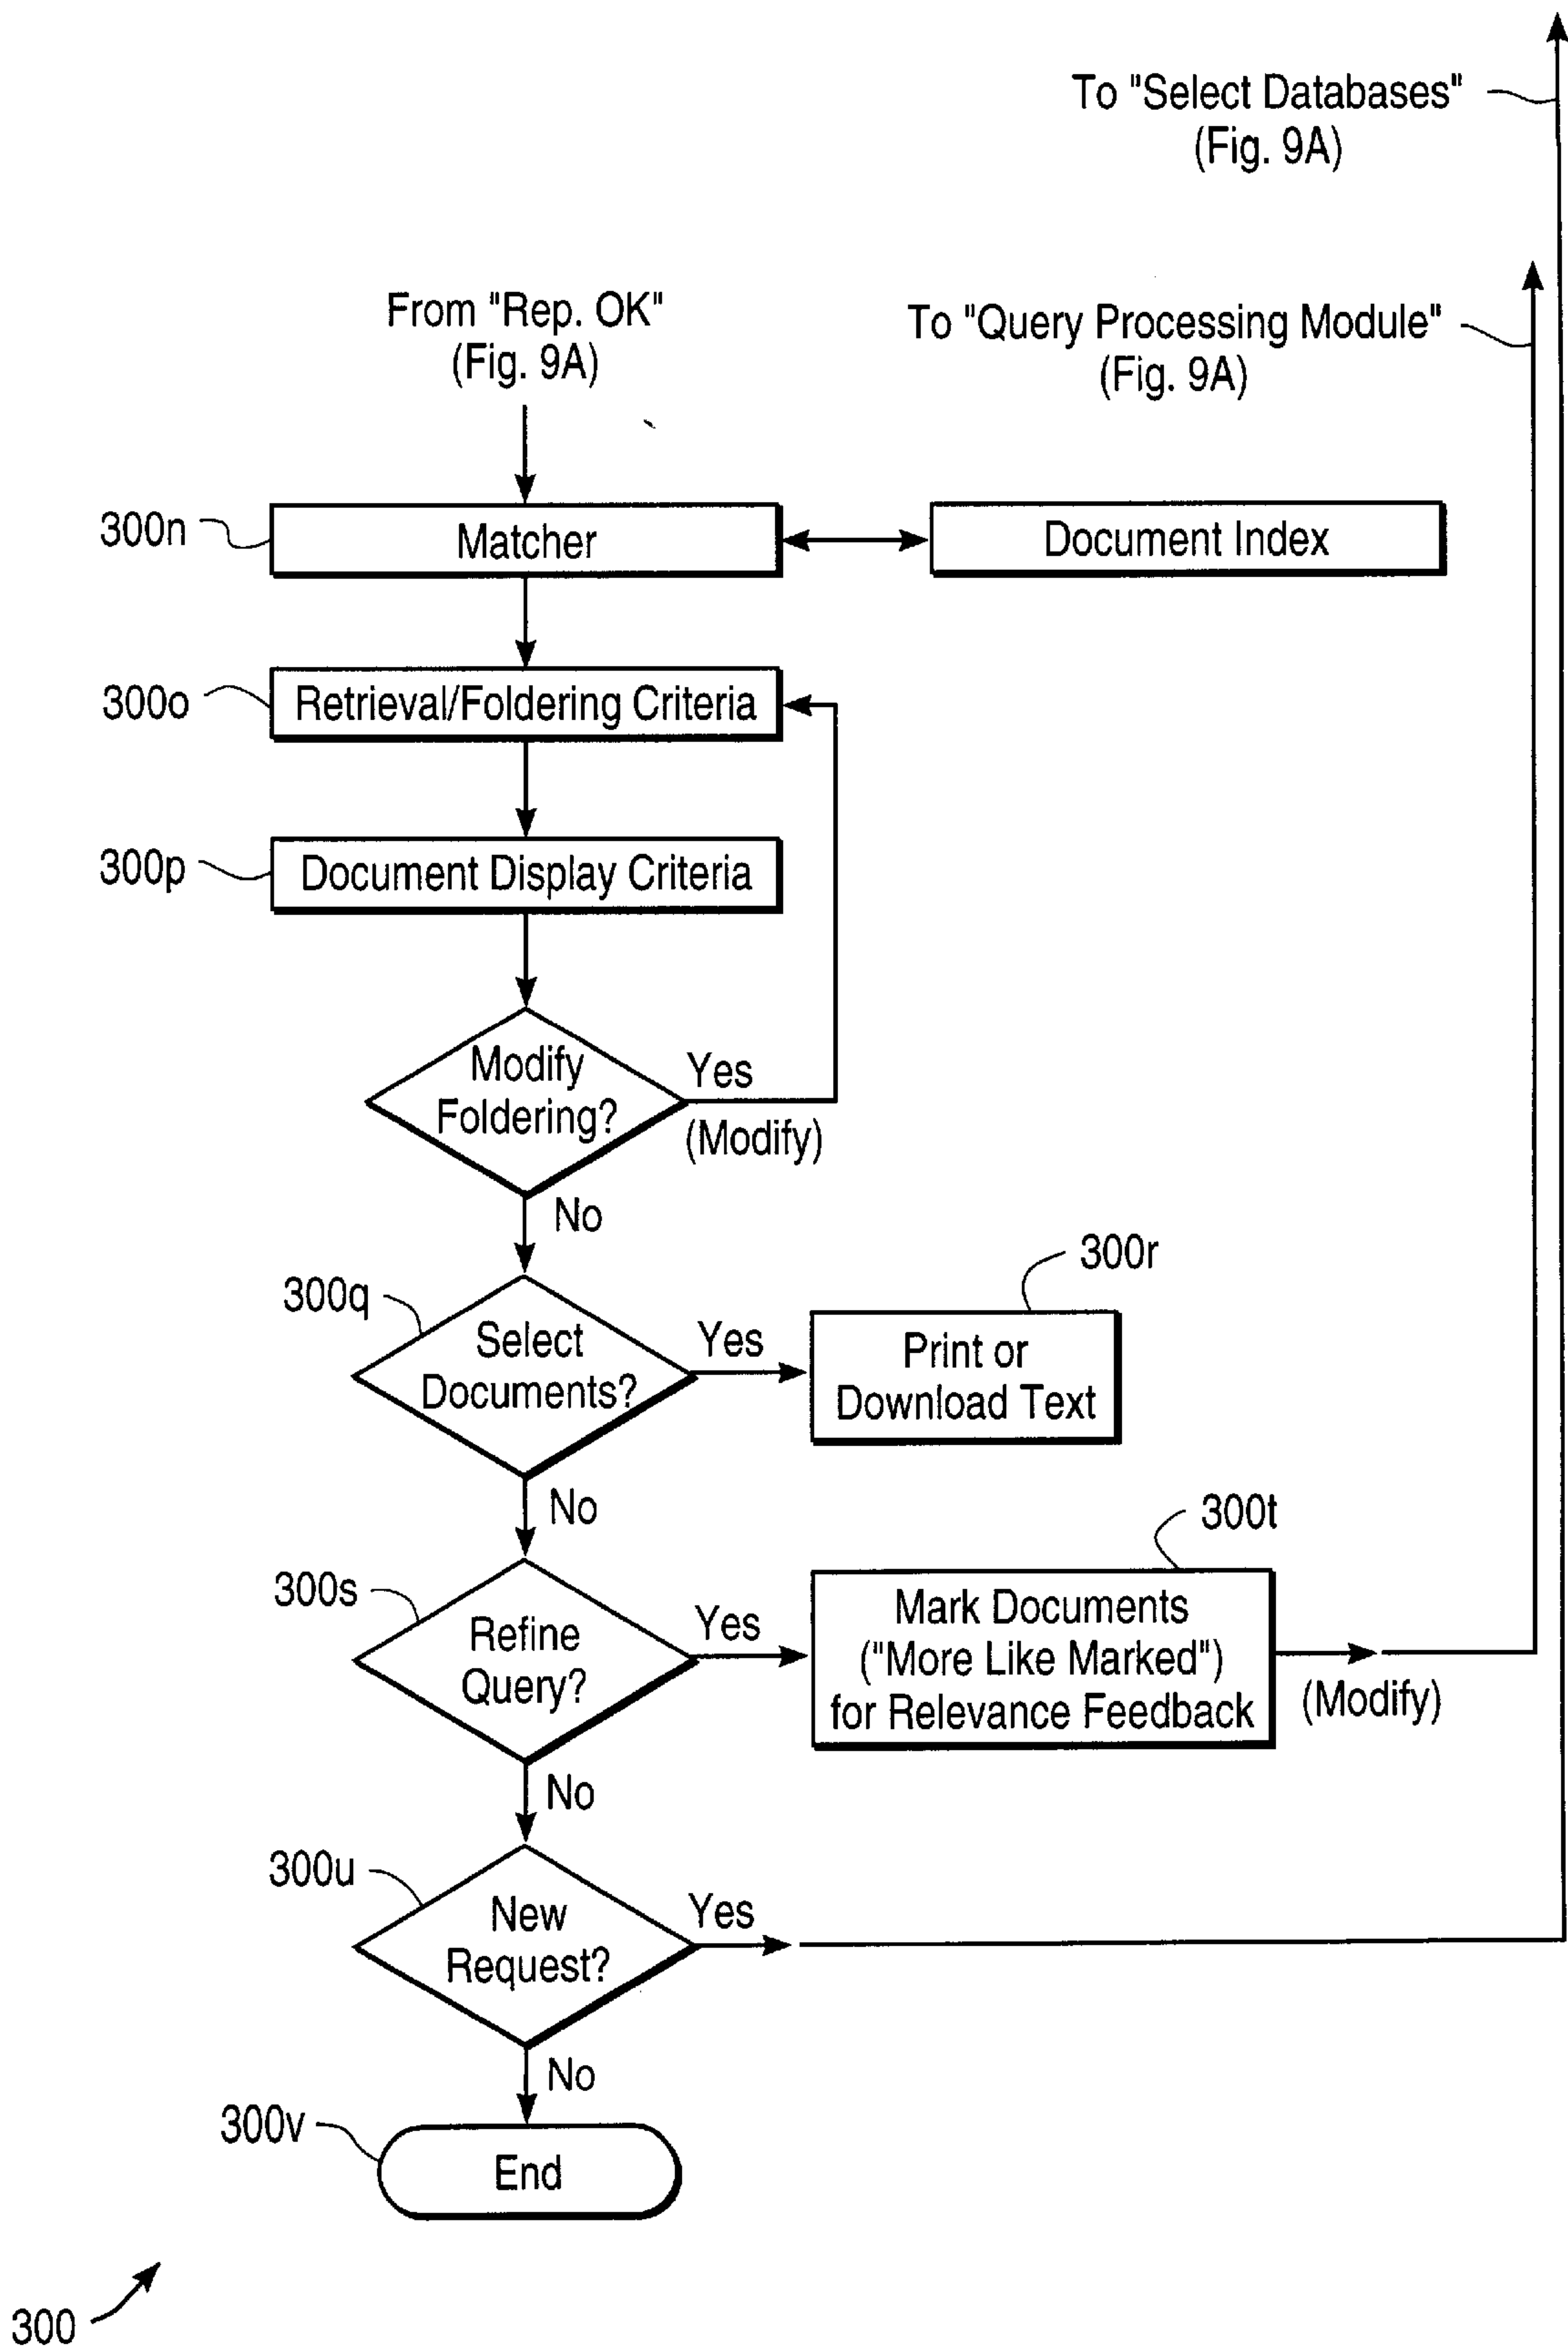 To "Select Databases"
(Fig. 9A)
From "Rep. OK"
(Fig. 9A)
To "Query Processing Module"
(Fig. 9A)
300n
Matcher
Document Index
300o
Retrieval/Foldering Criteria
300p
Document Display Criteria
Modify
Foldering?
Yes
(Modify)
No
300q
Select
Documents?
Yes
300r
Print or
Download Text
No
300s
Refine
Query?
Yes
300t
Mark Documents
("More Like Marked")
for Relevance Feedback
(Modify)
No
300u
New
Request?
Yes
No
300v
End
300